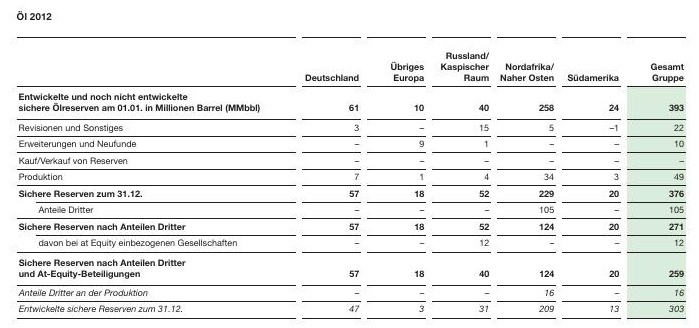 Öl 2012
Russland/
Übriges Kaspischer Nordafrika/ Gesamt
Deutschland Europa Raum Naher Osten Südamerika Gruppe
Entwickelte und noch nicht entwickelte
sichere Ölreserven am 01.01. in Millionen Barrel (MMbbl) 61 10 40 258 24 393
Revisionen und Sonstiges 3 – 15 5 –1 22
Erweiterungen und Neufunde – 9 1 – – 10
Kauf/Verkauf von Reserven – – – – – –
Produktion 7 1 4 34 3 49
Sichere Reserven zum 31.12. 57 18 52 229 20 376
Anteile Dritter – – – 105 – 105
Sichere Reserven nach Anteilen Dritter 57 18 52 124 20 271
davon bei at Equity einbezogenen Gesellschaften – – 12 – – 12
Sichere Reserven nach Anteilen Dritter
und At-Equity-Beteiligungen 57 18 40 124 20 259
Anteile Dritter an der Produktion – – – 16 – 16
Entwickelte sichere Reserven zum 31.12. 47 3 31 209 13 303